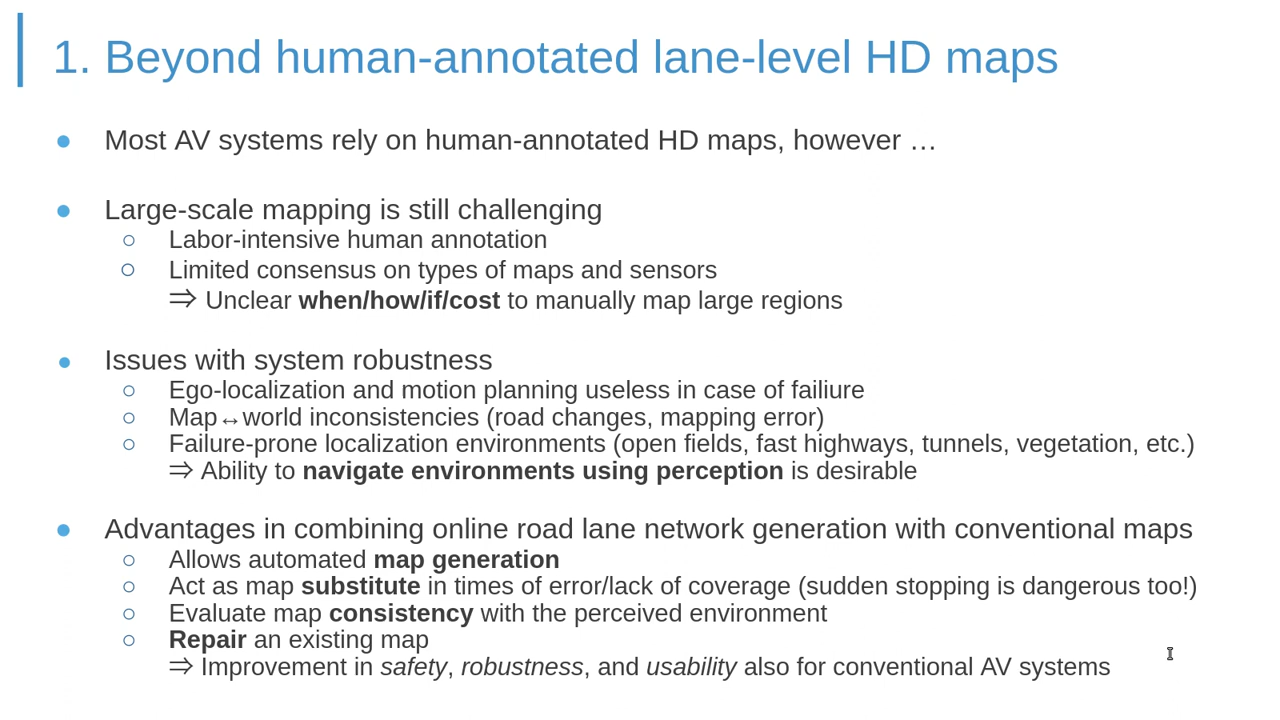 1. Beyond human-annotated lane-level HD maps
● Most AV systems rely on human-annotated HD maps, however …
● Large-scale mapping is still challenging
○ Labor-intensive human annotation
○ Limited consensus on types of maps and sensors
⇒ Unclear when/how/if/cost to manually map large regions
● Issues with system robustness
○ Ego-localization and motion planning useless in case of failiure
○ Map↔world inconsistencies (road changes, mapping error)
○ Failure-prone localization environments (open fields, fast highways, tunnels, vegetation, etc.)
⇒ Ability to navigate environments using perception is desirable
● Advantages in combining online road lane network generation with conventional maps
○ Allows automated map generation
○ Act as map substitute in times of error/lack of coverage (sudden stopping is dangerous too!)
○ Evaluate map consistency with the perceived environment
○ Repair an existing map
⇒ Improvement in safety, robustness, and usability also for conventional AV systems